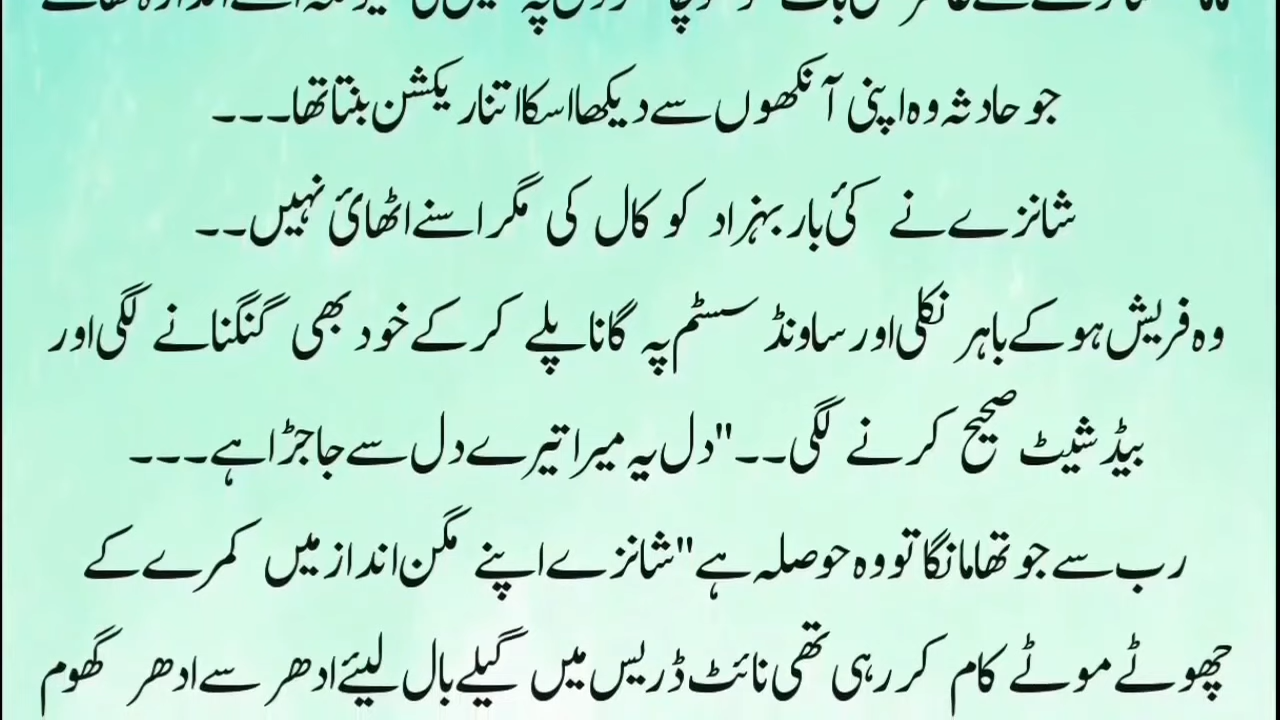 جو حادثہ وہ اپنی آنکھوں سے دیکھا اسکا اتنا ریکشن بنتا تھا۔۔۔
شانزے نے کئ بار بہزاد کو کال کی مگر اسنے اٹھائ نہیں۔۔
وہ فریش ہو کے باہر نکلی اور ساونڈ سسٹم پہ گانا پلے کر کے خود بھی گنگنانے لگی اور
بیڈ شیٹ صحیح کرنے لگی۔۔"دل یہ میرا تیرے دل سے جا جڑا ہے۔۔۔
رب سے جو تھا مانگا تو وہ حوصلہ ہے"شانزے اپنے مگن انداز میں کمرے کے
چھوٹے موٹے کام کر رہی تھی نائٹ ڈریس میں گیلے بال لیئے ادھر سے ادھر گھوم